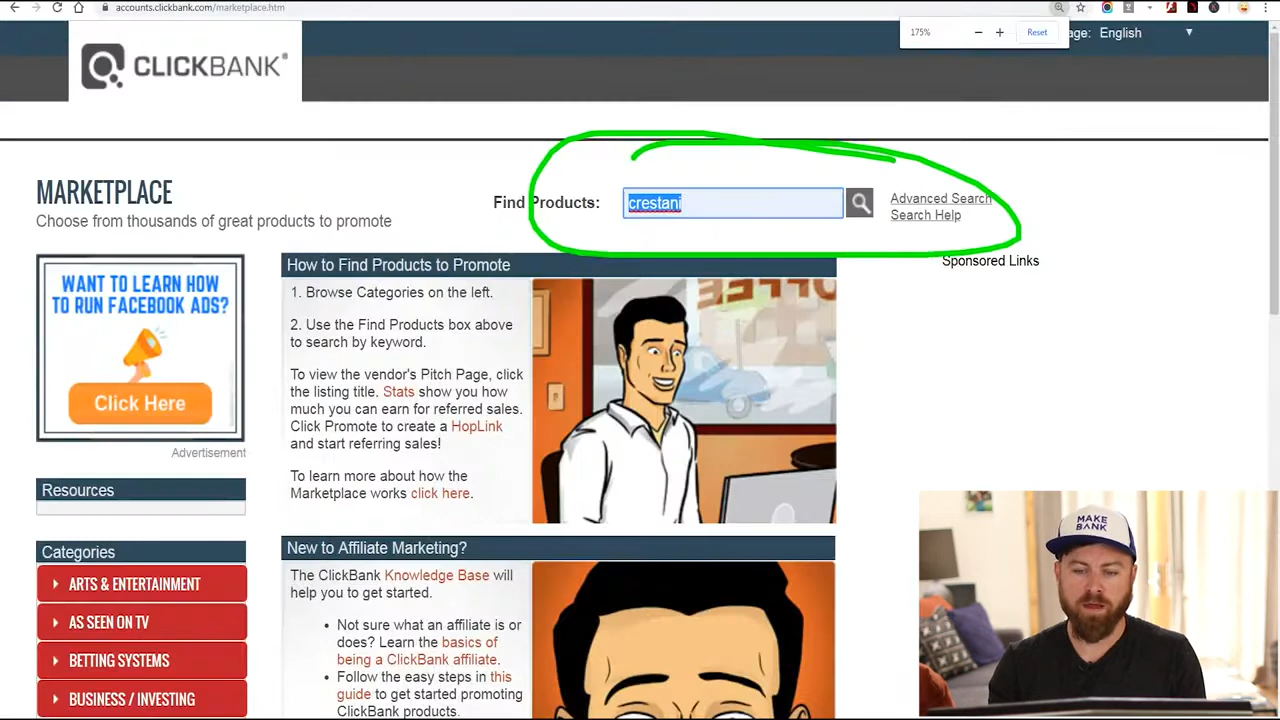 accounts.clickbank.com/marketplace.htm
175%
Reset
age: English
CLICKBANK®
MARKETPLACE
Choose from thousands of great products to promote
Find Products:
crestani
Advanced Search
Search Help
WANT TO LEARN HOW
TO RUN FACEBOOK ADS?
Click Here
Advertisement
Resources
Categories
ARTS & ENTERTAINMENT
AS SEEN ON TV
BETTING SYSTEMS
BUSINESS / INVESTING
How to Find Products to Promote
1. Browse Categories on the left.
2. Use the Find Products box above
to search by keyword.
To view the vendor's Pitch Page, click
the listing title. Stats show you how
much you can earn for referred sales.
Click Promote to create a HopLink
and start referring sales!
To learn more about how the
Marketplace works click here.
New to Affiliate Marketing?
The ClickBank Knowledge Base will
help you to get started.
• Not sure what an affiliate is or
does? Learn the basics of
being a ClickBank affiliate.
• Follow the easy steps in this
guide to get started promoting
ClickBank products.
Sponsored Links
MAKE
BANK